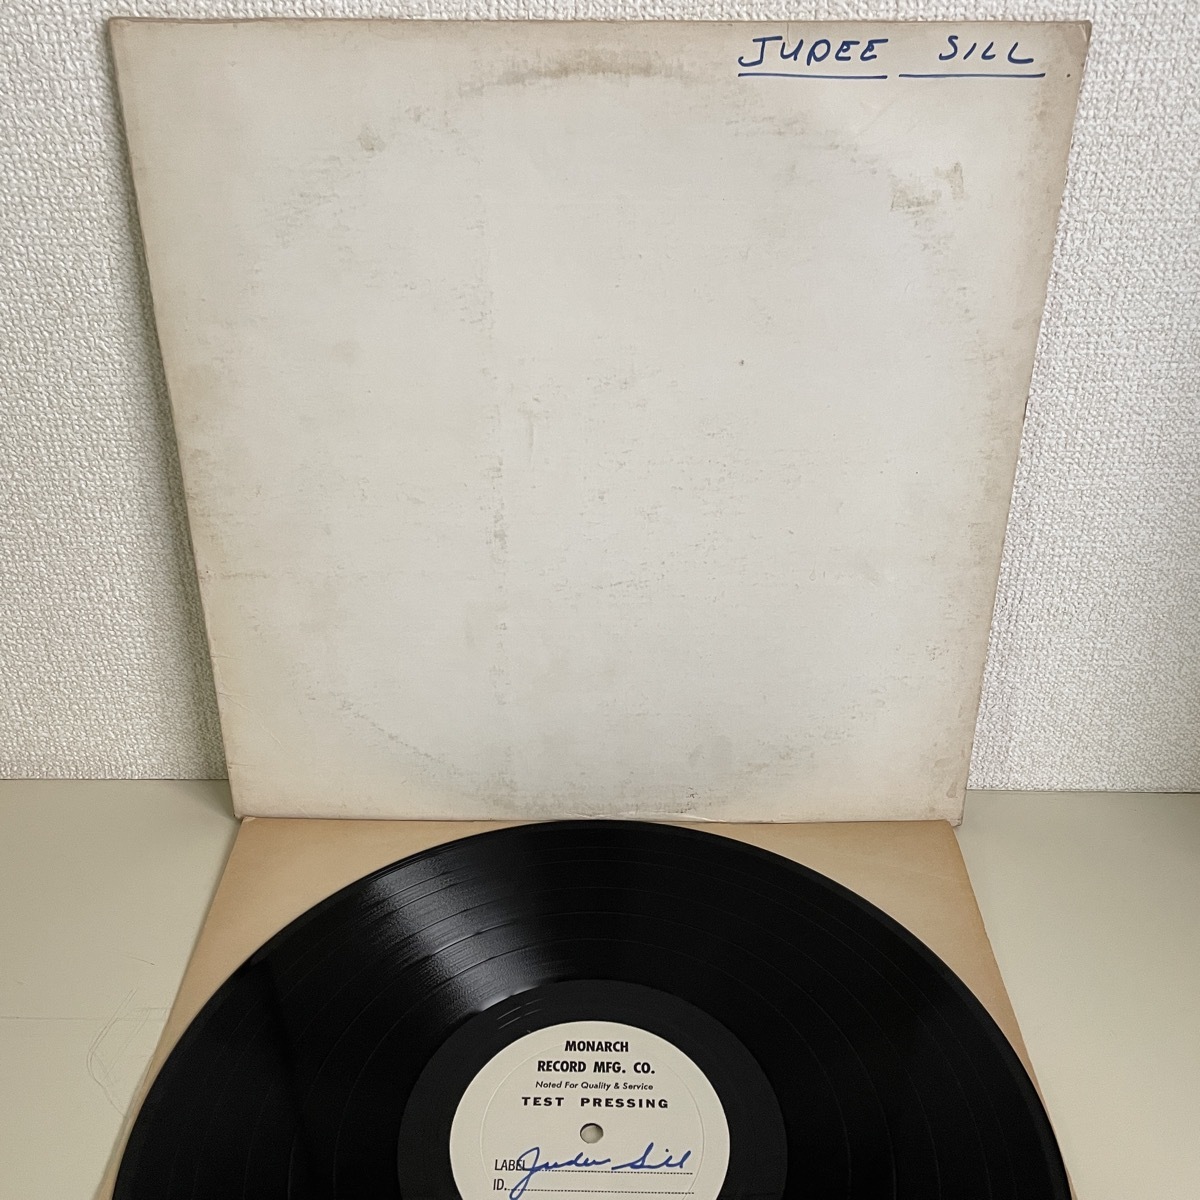 JUDEE SILL
MONARCH
RECORD MFG. CO.
Noted For Quality & Service
TEST PRESSING
LABEL Judee Sill
ID.